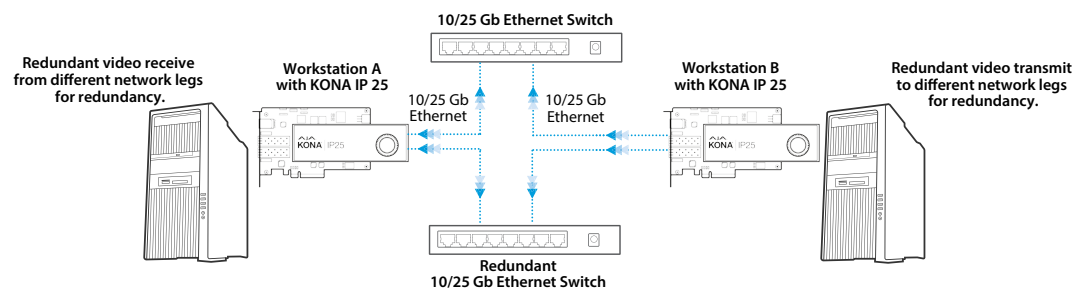 10/25 Gb Ethernet Switch
Redundant video receive
from different network legs
for redundancy.
Workstation A
with KONA IP 25
10/25 Gb
Ethernet
10/25 Gb
Ethernet
Workstation B
with KONA IP 25
Redundant video transmit
to different network legs
for redundancy.
AJA
KONA IP25
AJA
KONA IP25
Redundant
10/25 Gb Ethernet Switch